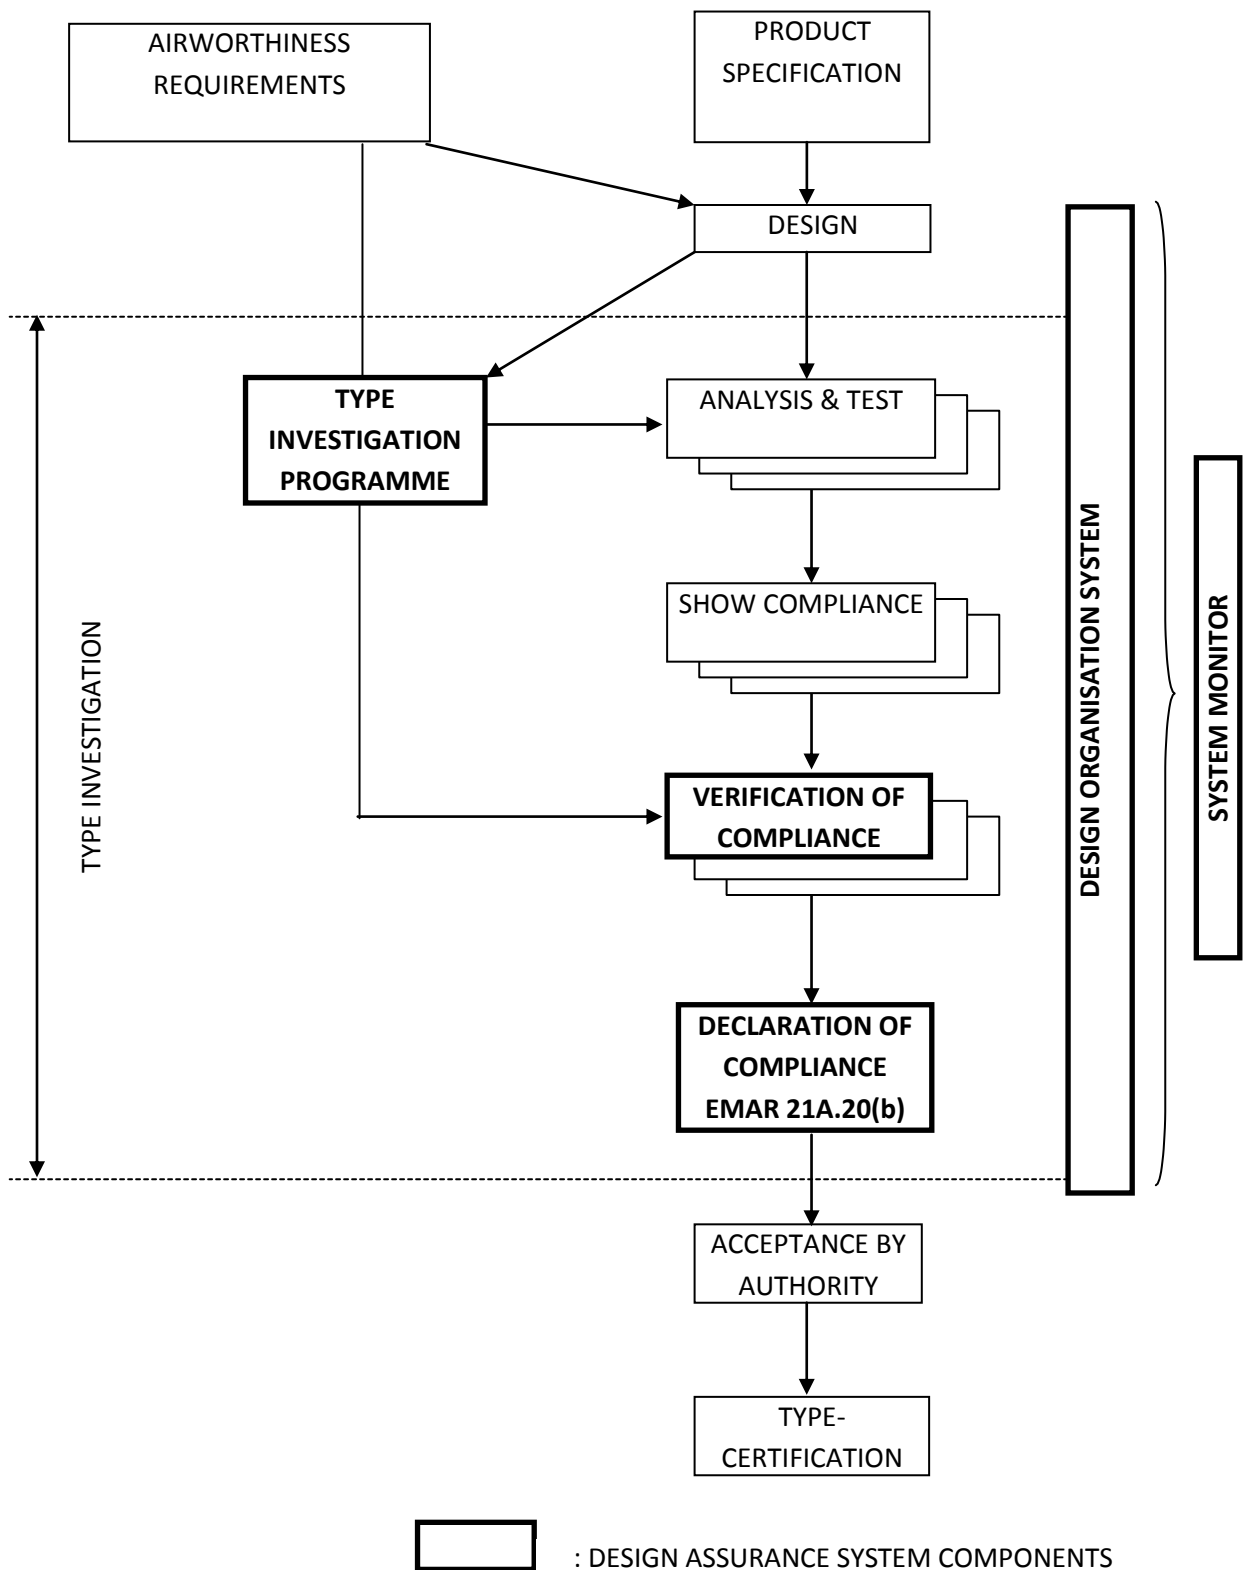 AIRWORTHINESS
REQUIREMENTS
PRODUCT
SPECIFICATION
DESIGN
TYPE
INVESTIGATION
PROGRAMME
ANALYSIS & TEST
SHOW COMPLIANCE
VERIFICATION OF
COMPLIANCE
DECLARATION OF
COMPLIANCE
EMAR 21A.20(b)
ACCEPTANCE BY
AUTHORITY
TYPE-
CERTIFICATION
TYPE INVESTIGATION
DESIGN ORGANISATION SYSTEM
SYSTEM MONITOR
: DESIGN ASSURANCE SYSTEM COMPONENTS